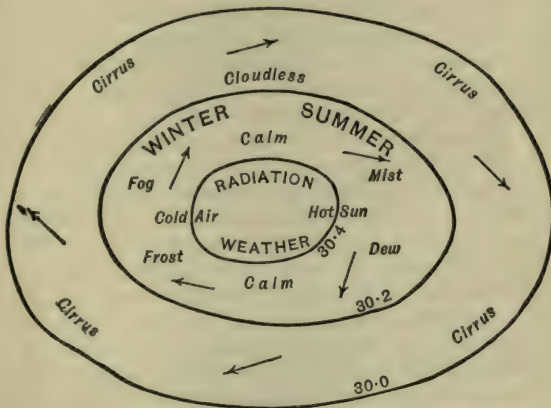 Cirrus
Cirrus
Cloudless
WINTER SUMMER
Calm
Fog
Mist
RADIATION
Cold Air
Hot Sun
WEATHER
30·4
Frost
Dew
Calm
30·2
Cirrus
Cirrus
30·0